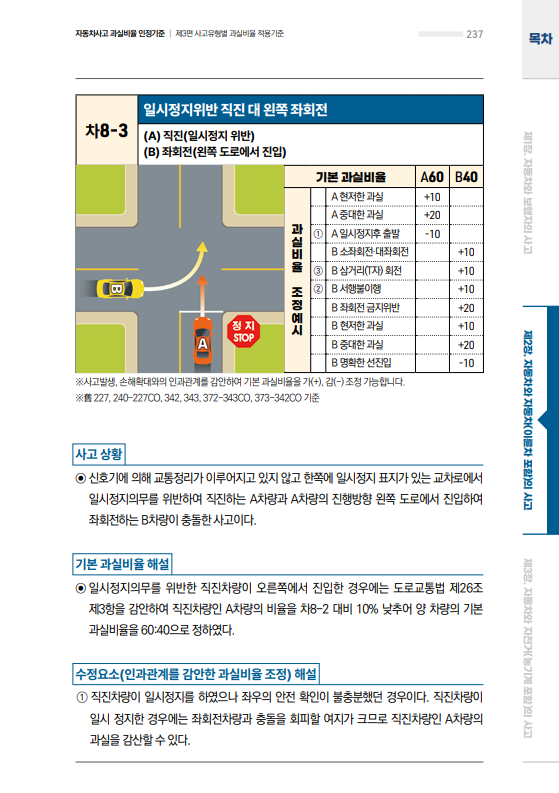 자동차사고 과실비율 인정기준 | 제3편 사고유형별 과실비율 적용기준
237
목차
차8-3
일시정지위반 직진 대 왼쪽 좌회전
(A) 직진(일시정지 위반)
(B) 좌회전(왼쪽 도로에서 진입)
기본 과실비율 A60 B40
과실비율 조정예시
A 현저한 과실 +10
A 중대한 과실 +20
① A 일시정지후 출발 -10
B 소좌회전·대좌회전 +10
③ B 삼거리(T자) 회전 +10
② B 서행불이행 +10
B 좌회전 금지위반 +20
B 현저한 과실 +10
B 중대한 과실 +20
B 명확한 선진입 -10
B
A
정 지
STOP
※사고발생, 손해확대와의 인과관계를 감안하여 기본 과실비율을 가(+), 감(-) 조정 가능합니다.
※舊 227, 240-227CO, 342, 343, 372-343CO, 373-342CO 기준
사고 상황
◉ 신호기에 의해 교통정리가 이루어지고 있지 않고 한쪽에 일시정지 표지가 있는 교차로에서
일시정지의무를 위반하여 직진하는 A차량과 A차량의 진행방향 왼쪽 도로에서 진입하여
좌회전하는 B차량이 충돌한 사고이다.
기본 과실비율 해설
◉ 일시정지의무를 위반한 직진차량이 오른쪽에서 진입한 경우에는 도로교통법 제26조
제3항을 감안하여 직진차량인 A차량의 비율을 차8-2 대비 10% 낮추어 양 차량의 기본
과실비율을 60:40으로 정하였다.
수정요소(인과관계를 감안한 과실비율 조정) 해설
① 직진차량이 일시정지를 하였으나 좌우의 안전 확인이 불충분했던 경우이다. 직진차량이
일시 정지한 경우에는 좌회전차량과 충돌을 회피할 여지가 크므로 직진차량인 A차량의
과실을 감산할 수 있다.
제1장. 자동차와 보행자의 사고
제2장. 자동차와 자동차(이륜차 포함)의 사고
제3장. 자동차와 자전거(농기계 포함)의 사고